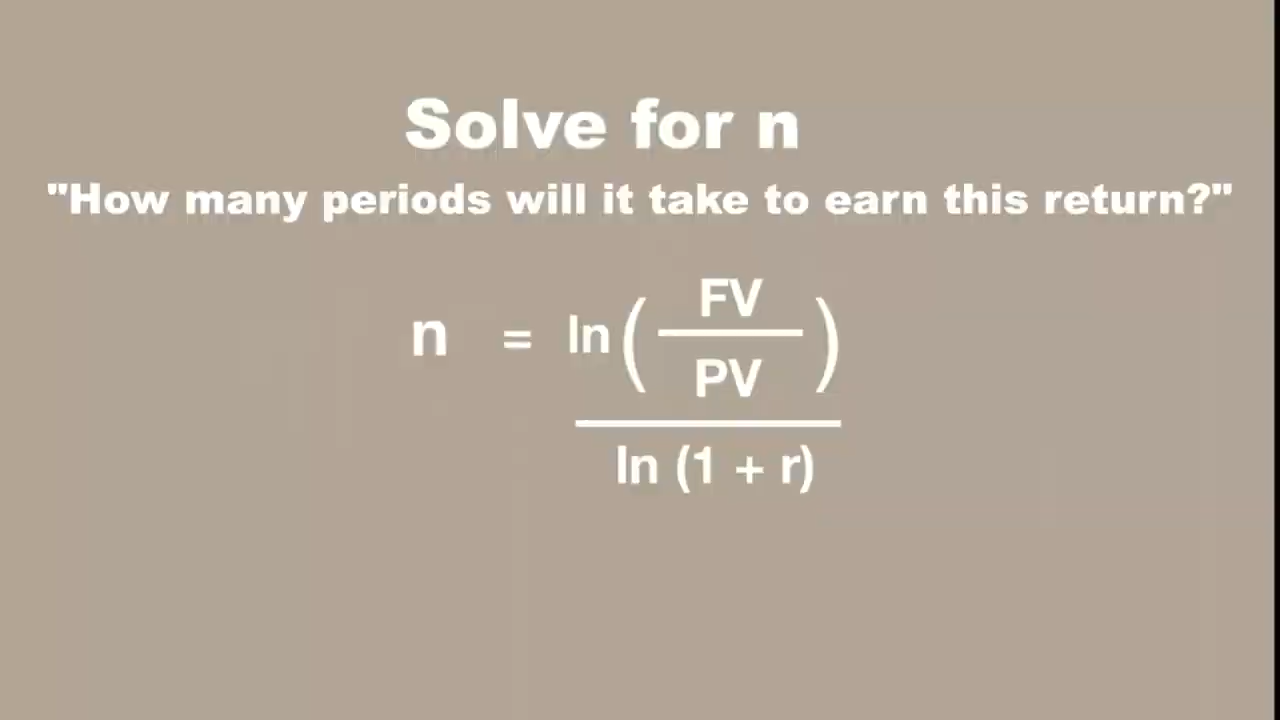 Solve for n
"How many periods will it take to earn this return?"
n = ln ( FV
PV )
ln (1 + r)